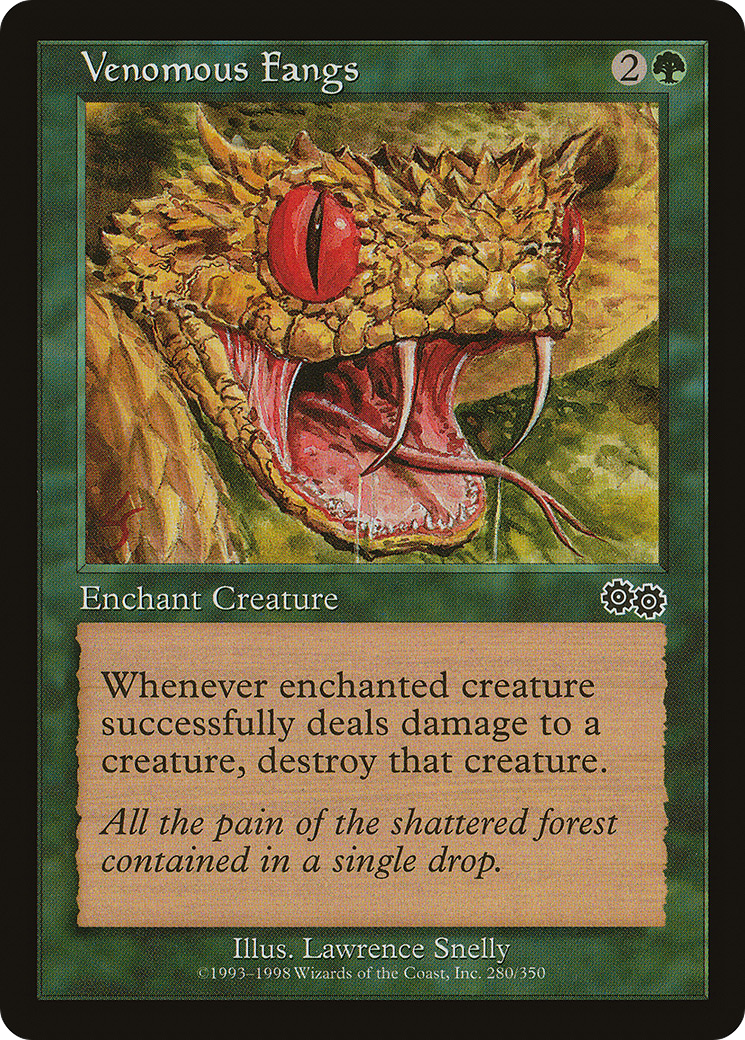 Venomous Fangs 2
Enchant Creature
Whenever enchanted creature
successfully deals damage to a
creature, destroy that creature.
All the pain of the shattered forest
contained in a single drop.
Illus. Lawrence Snelly
©1993–1998 Wizards of the Coast, Inc. 280/350